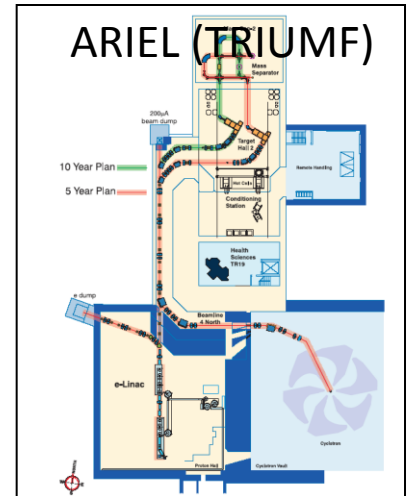 ARIEL (TRIUMF)
Mass
Separator
200µA
beam dump
Target
Hall 2
10 Year Plan
5 Year Plan
Remote Handling
Hot Cells
Conditioning
Station
Health
Sciences
TR19
e dump
Beamline
4 North
e-Linac
Cyclotron
Proton Hall
Cyclotron Vault